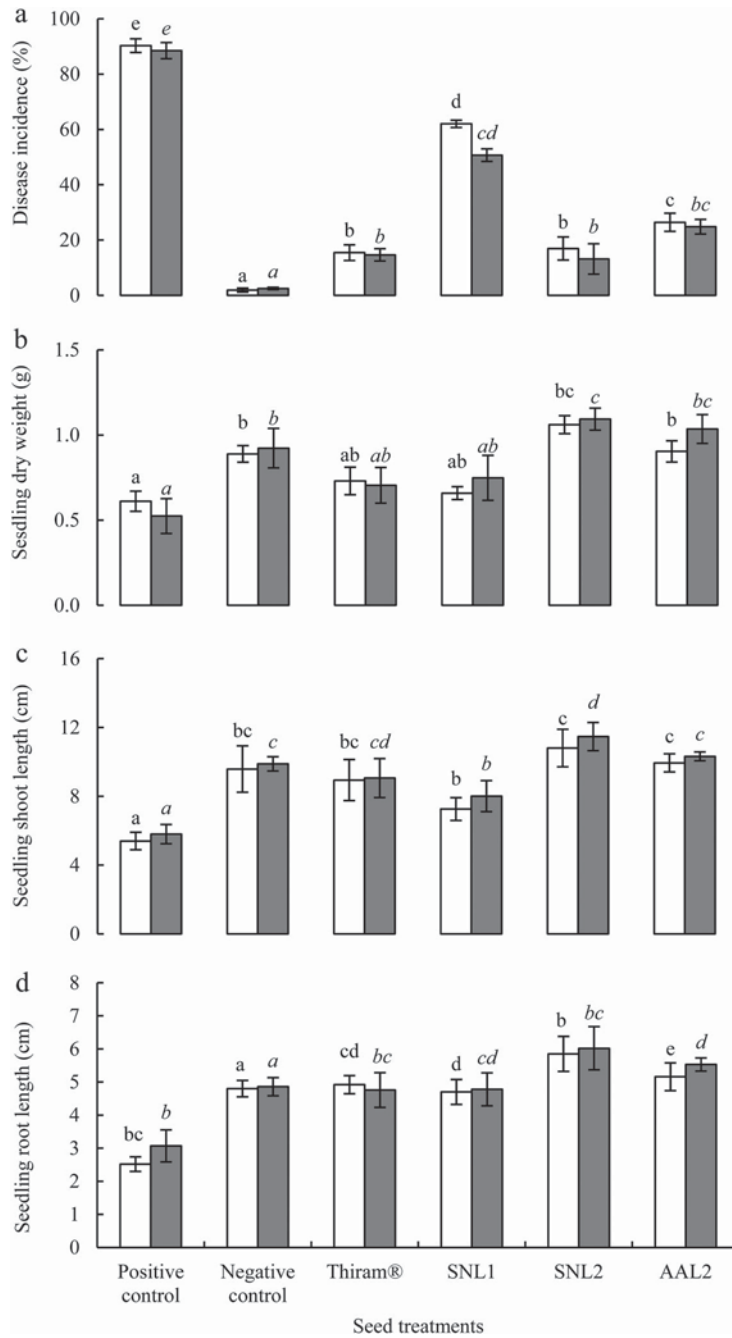 a
Disease incidence (%)
100
80
60
40
20
0
e e
a a
b b
d cd
b b
c bc
b
Sesdling dry weight (g)
1.5
1.0
0.5
0.0
a a
b b
ab ab
ab ab
bc c
b bc
c
Seedling shoot length (cm)
16
12
8
4
0
a a
bc c
bc cd
b b
c d
c c
d
Seedling root length (cm)
8
7
6
5
4
3
2
1
0
bc b
a a
cd bc
d cd
b bc
e d
Positive control
Negative control
Thiram®
SNL1
SNL2
AAL2
Seed treatments